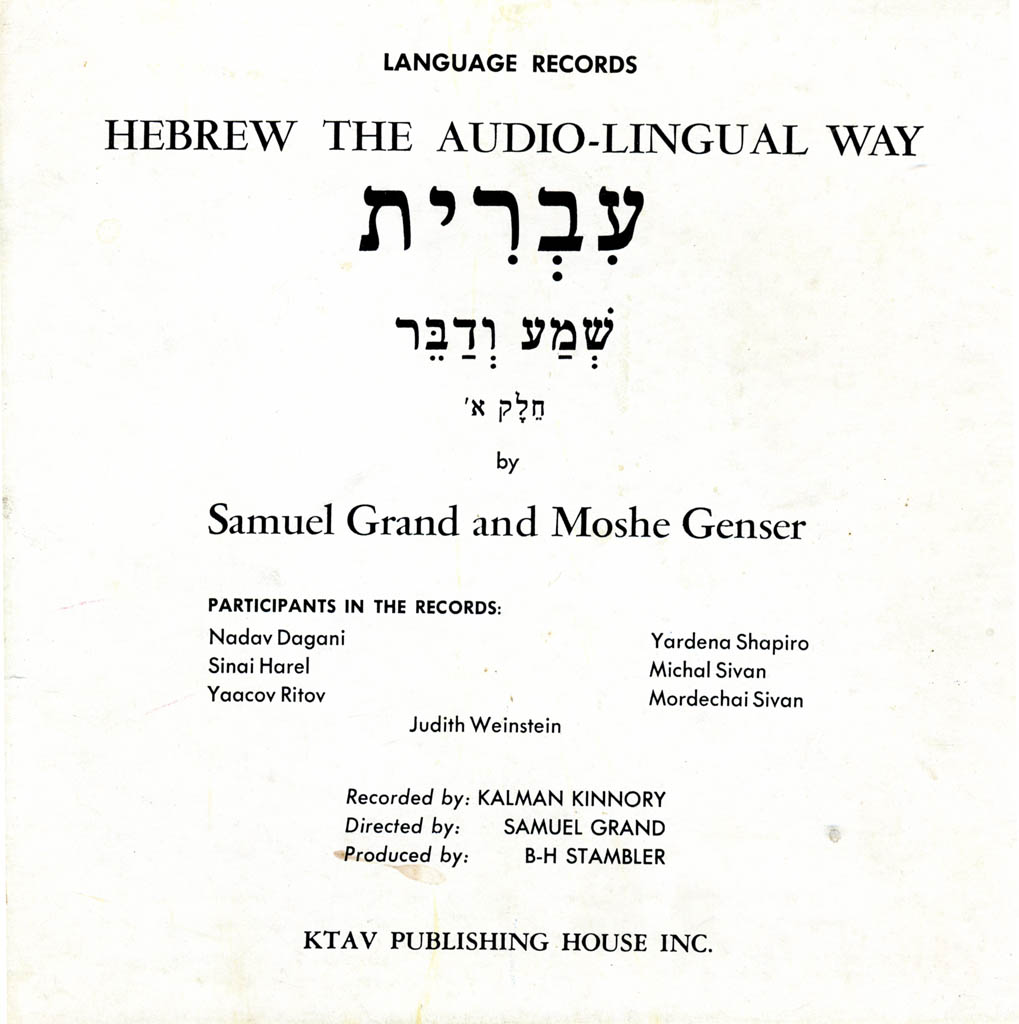 LANGUAGE RECORDS
HEBREW THE AUDIO-LINGUAL WAY
עִבְרִית
שְׁמַע וְדַבֵּר
חֵלֶק א'
by
Samuel Grand and Moshe Genser
PARTICIPANTS IN THE RECORDS:
Nadav Dagani Yardena Shapiro
Sinai Harel Michal Sivan
Yaacov Ritov Mordechai Sivan
Judith Weinstein
Recorded by: KALMAN KINNORY
Directed by: SAMUEL GRAND
Produced by: B-H STAMBLER
KTAV PUBLISHING HOUSE INC.